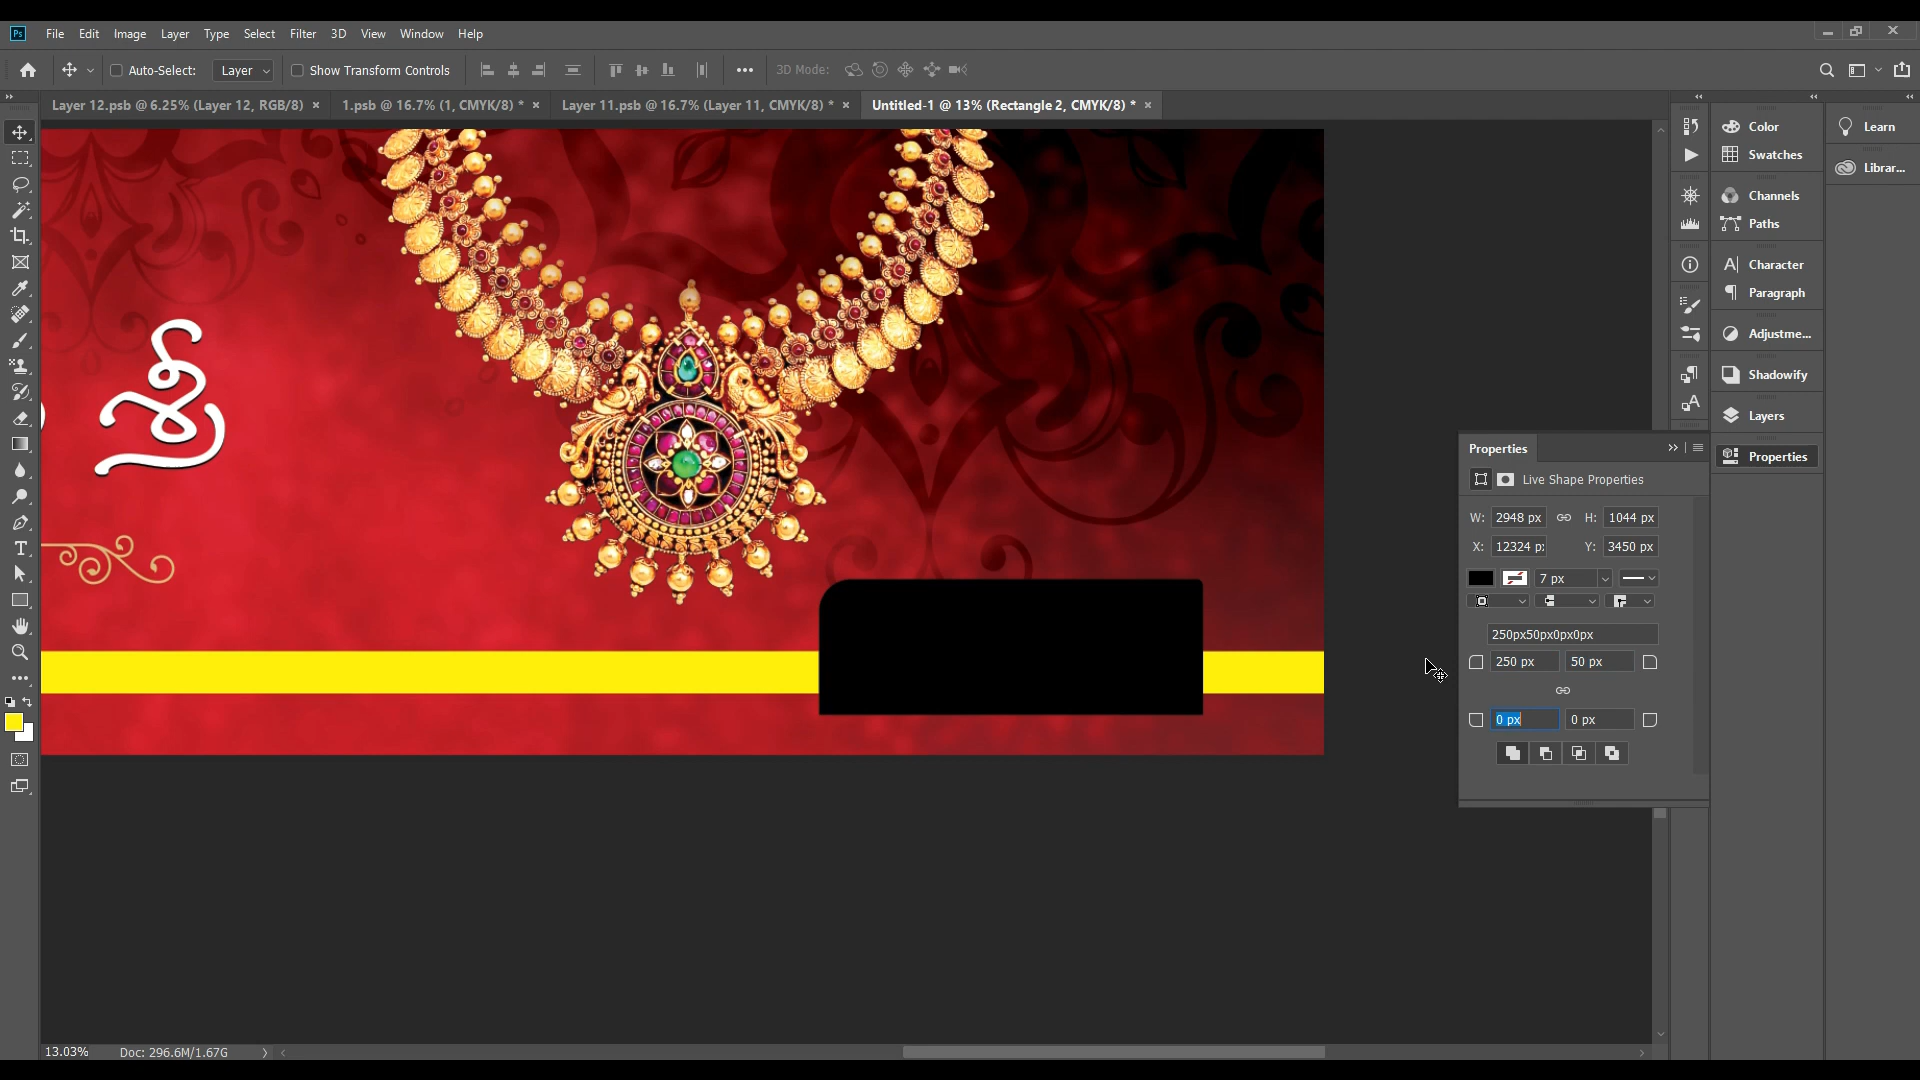 Ps File Edit Image Layer Type Select Filter 3D View Window Help
Auto-Select: Layer Show Transform Controls 3D Mode:
Layer 12.psb @ 6.25% (Layer 12, RGB/8) × 1.psb @ 16.7% (1, CMYK/8) * × Layer 11.psb @ 16.7% (Layer 11, CMYK/8) * × Untitled-1 @ 13% (Rectangle 2, CMYK/8) * ×
Color
Swatches
Channels
Paths
Character
Paragraph
Adjustme...
Shadowify
Layers
Properties
Learn
Librar...
Properties
Live Shape Properties
W: 2948 px H: 1044 px
X: 12324 p Y: 3450 px
7 px
250px50px0px0px
250 px 50 px
0 px 0 px
13.03% Doc: 296.6M/1.67G